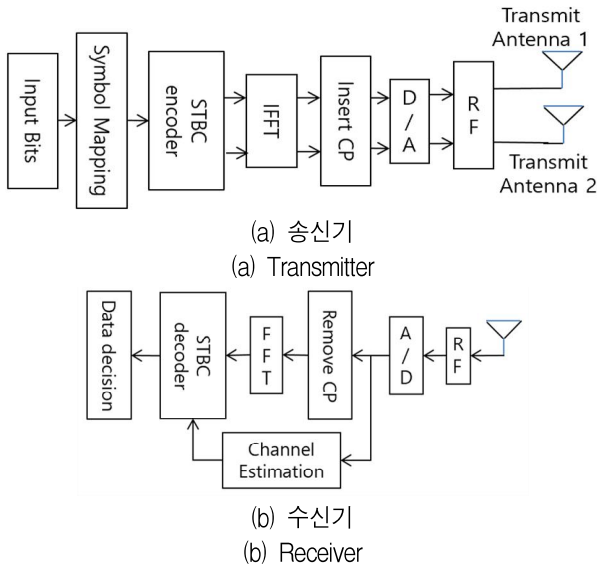 Transmit
Antenna 1
Input Bits
Symbol Mapping
STBC
encoder
IFFT
Insert CP
D
/
A
R
F
Transmit
Antenna 2
(a) 송신기
(a) Transmitter
Data decision
STBC
decoder
F
F
T
Remove CP
A
/
D
R
F
Channel
Estimation
(b) 수신기
(b) Receiver